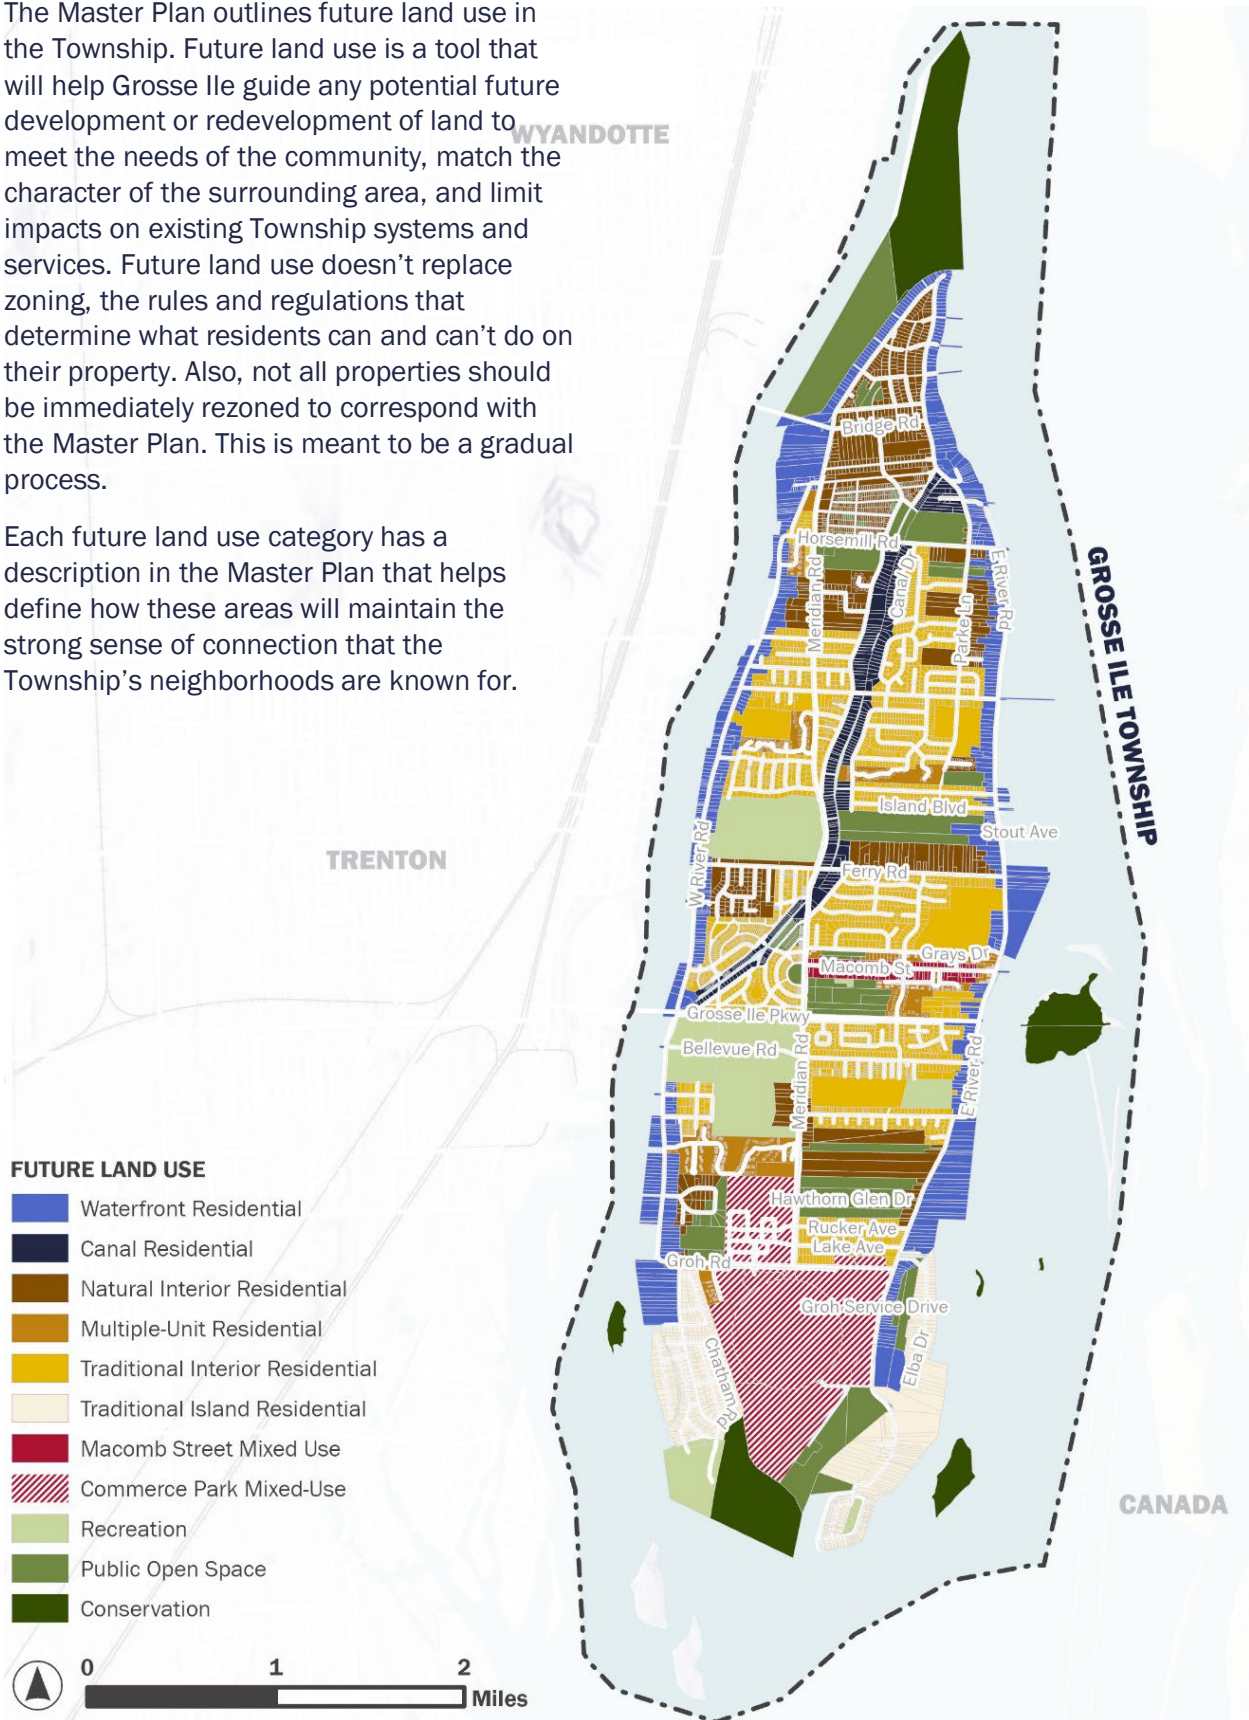 The Master Plan outlines future land use in
the Township. Future land use is a tool that
will help Grosse Ile guide any potential future
development or redevelopment of land to
meet the needs of the community, match the
character of the surrounding area, and limit
impacts on existing Township systems and
services. Future land use doesn’t replace
zoning, the rules and regulations that
determine what residents can and can’t do on
their property. Also, not all properties should
be immediately rezoned to correspond with
the Master Plan. This is meant to be a gradual
process.
Each future land use category has a
description in the Master Plan that helps
define how these areas will maintain the
strong sense of connection that the
Township’s neighborhoods are known for.
WYANDOTTE
Bridge Rd
Horsemill Rd
Meridian Rd
Canal Dr
E River Rd
Parke Ln
GROSSE ILE TOWNSHIP
Island Blvd
Stout Ave
TRENTON
W River Rd
Ferry Rd
Grays Dr
Macomb St
Grosse Ile Pkwy
Bellevue Rd
Meridian Rd
E River Rd
Hawthorn Glen Dr
Rucker Ave
Lake Ave
Groh Rd
Groh Service Drive
Chatham Rd
Elba Dr
CANADA
FUTURE LAND USE
Waterfront Residential
Canal Residential
Natural Interior Residential
Multiple-Unit Residential
Traditional Interior Residential
Traditional Island Residential
Macomb Street Mixed Use
Commerce Park Mixed-Use
Recreation
Public Open Space
Conservation
0 1 2
Miles